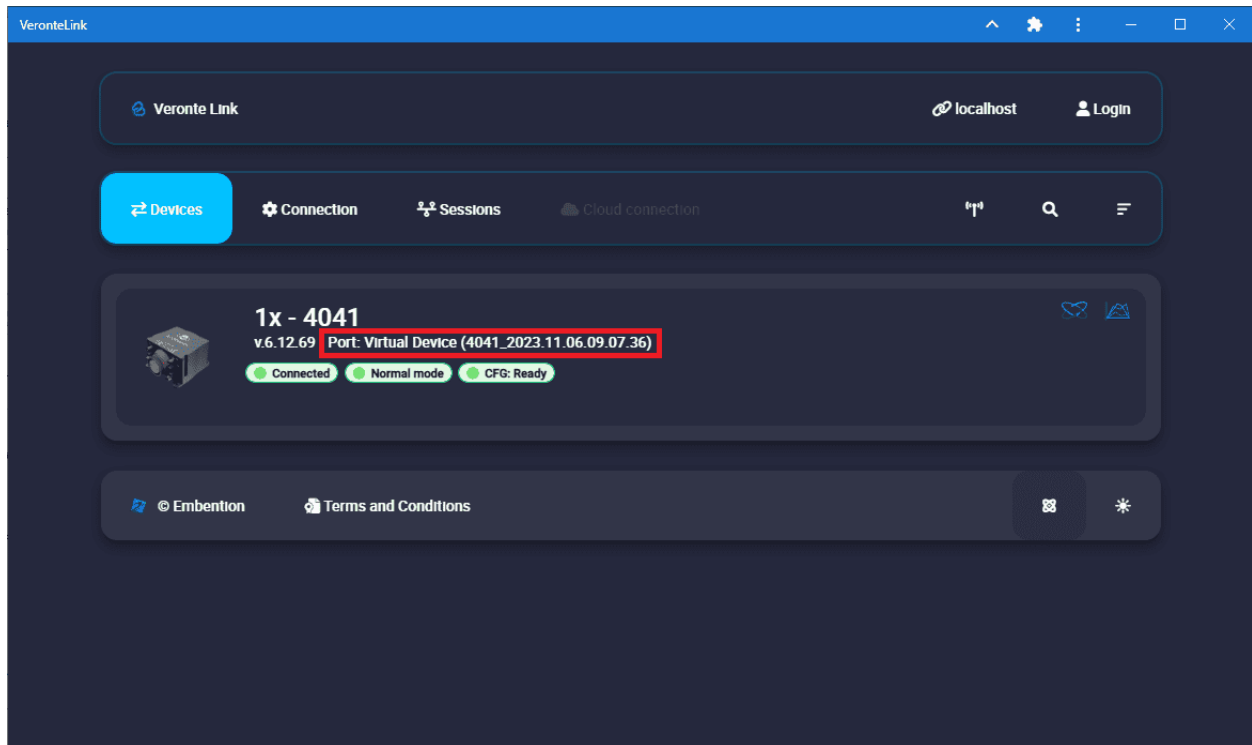 VeronteLink
Veronte Link
localhost
Login
Devices
Connection
Sessions
Cloud connection
1x - 4041
v.6.12.69 Port: Virtual Device (4041_2023.11.06.09.07.36)
Connected
Normal mode
CFG: Ready
© Embention
Terms and Conditions